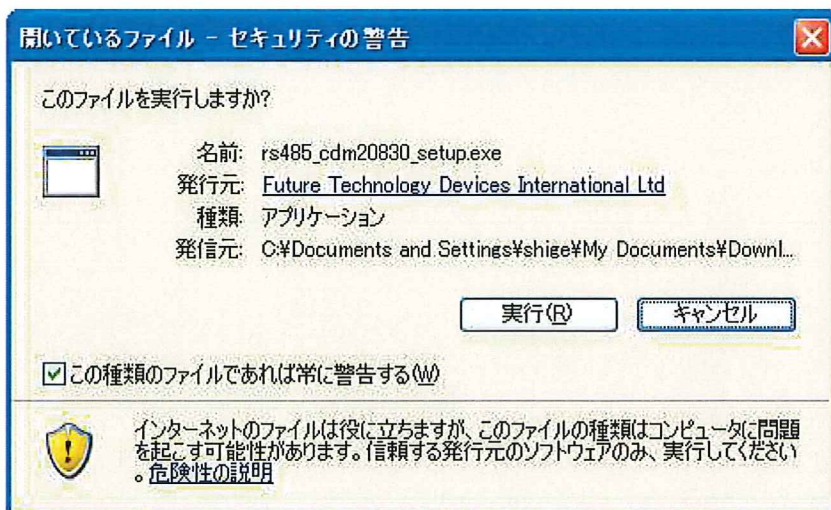 開いているファイル - セキュリティの警告
このファイルを実行しますか?
名前: rs485_cdm20830_setup.exe
発行元: Future Technology Devices International Ltd
種類: アプリケーション
発信元: C:¥Documents and Settings¥shige¥My Documents¥Downl...
実行(R) キャンセル
この種類のファイルであれば常に警告する(W)
インターネットのファイルは役に立ちますが、このファイルの種類はコンピュータに問題
を起こす可能性があります。信頼する発行元のソフトウェアのみ、実行してください
。危険性の説明